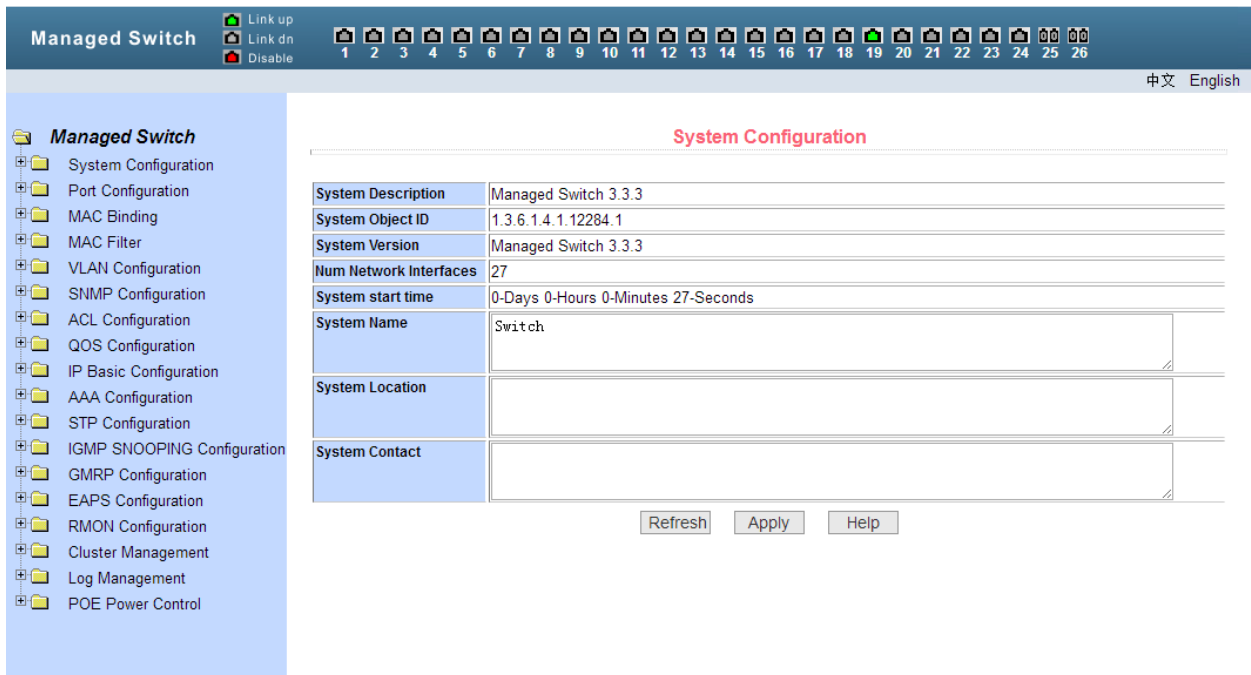 Managed Switch
Link up
Link dn
Disable
1 2 3 4 5 6 7 8 9 10 11 12 13 14 15 16 17 18 19 20 21 22 23 24 25 26
中文 English
Managed Switch
System Configuration
Port Configuration
MAC Binding
MAC Filter
VLAN Configuration
SNMP Configuration
ACL Configuration
QOS Configuration
IP Basic Configuration
AAA Configuration
STP Configuration
IGMP SNOOPING Configuration
GMRP Configuration
EAPS Configuration
RMON Configuration
Cluster Management
Log Management
POE Power Control
System Configuration
System Description Managed Switch 3.3.3
System Object ID 1.3.6.1.4.1.12284.1
System Version Managed Switch 3.3.3
Num Network Interfaces 27
System start time 0-Days 0-Hours 0-Minutes 27-Seconds
System Name Switch
System Location
System Contact
Refresh Apply Help